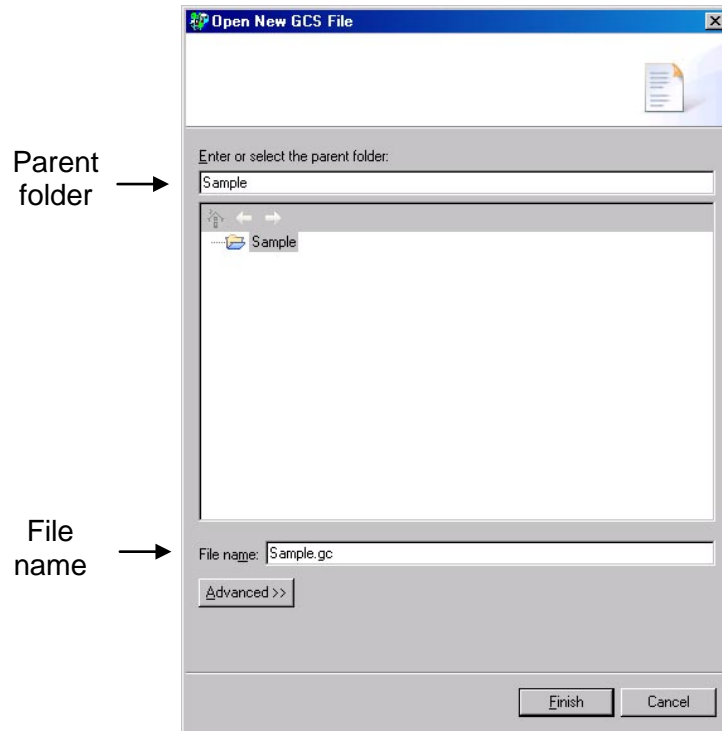 Open New GCS File
Enter or select the parent folder:
Parent
folder
Sample
Sample
File
name
File name: Sample.gc
Advanced >>
Finish Cancel